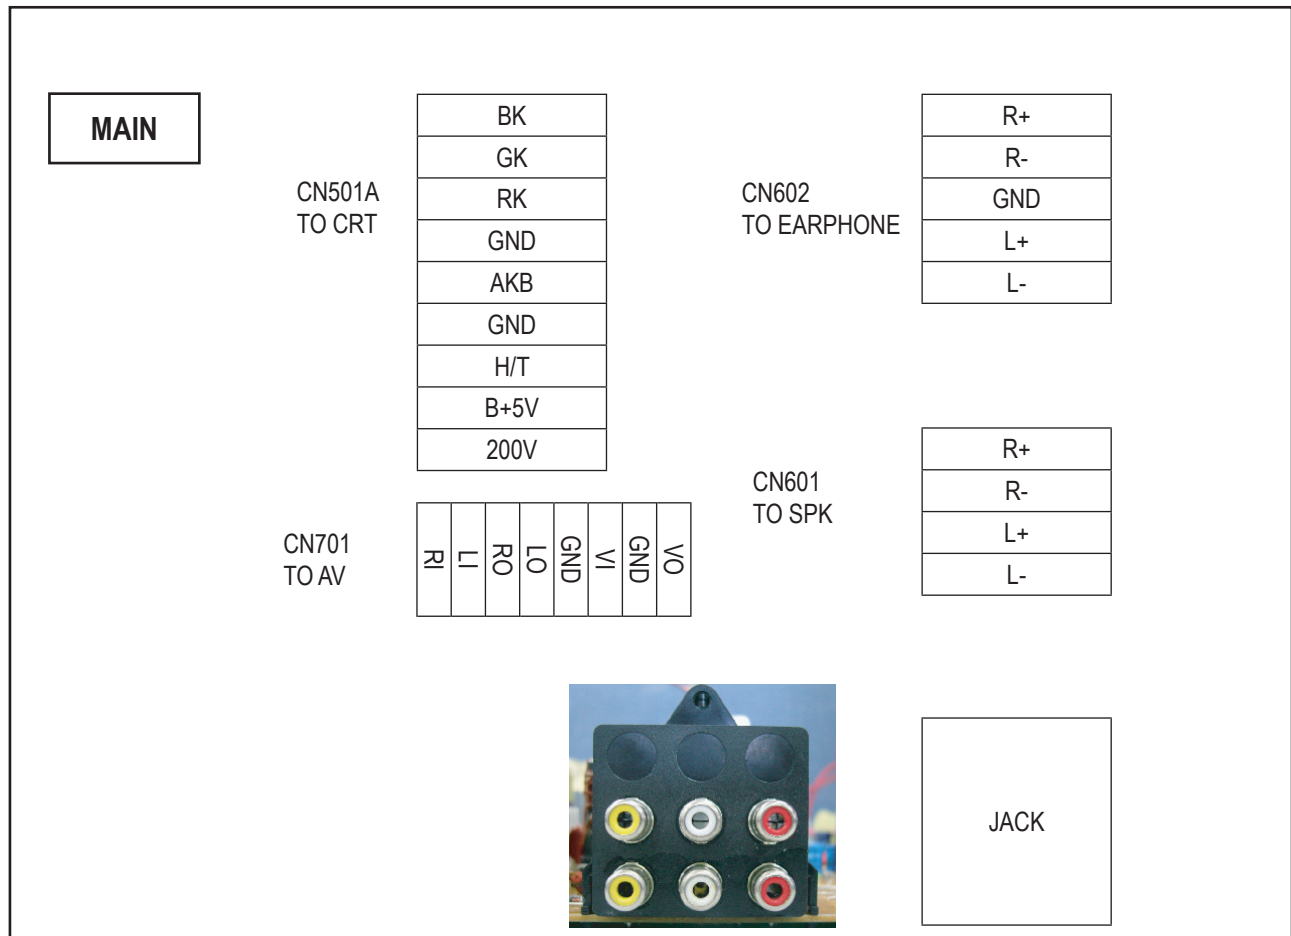 MAIN
CN501A
TO CRT
BK
GK
RK
GND
AKB
GND
H/T
B+5V
200V
CN602
TO EARPHONE
R+
R-
GND
L+
L-
CN701
TO AV
RI
LI
RO
LO
GND
VI
GND
VO
CN601
TO SPK
R+
R-
L+
L-
JACK